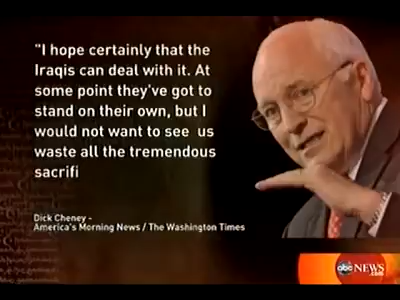 "I hope certainly that the
Iraqis can deal with it. At
some point they've got to
stand on their own, but I
would not want to see us
waste all the tremendous
sacrifi
Dick Cheney -
America's Morning News / The Washington Times
abc NEWS.com